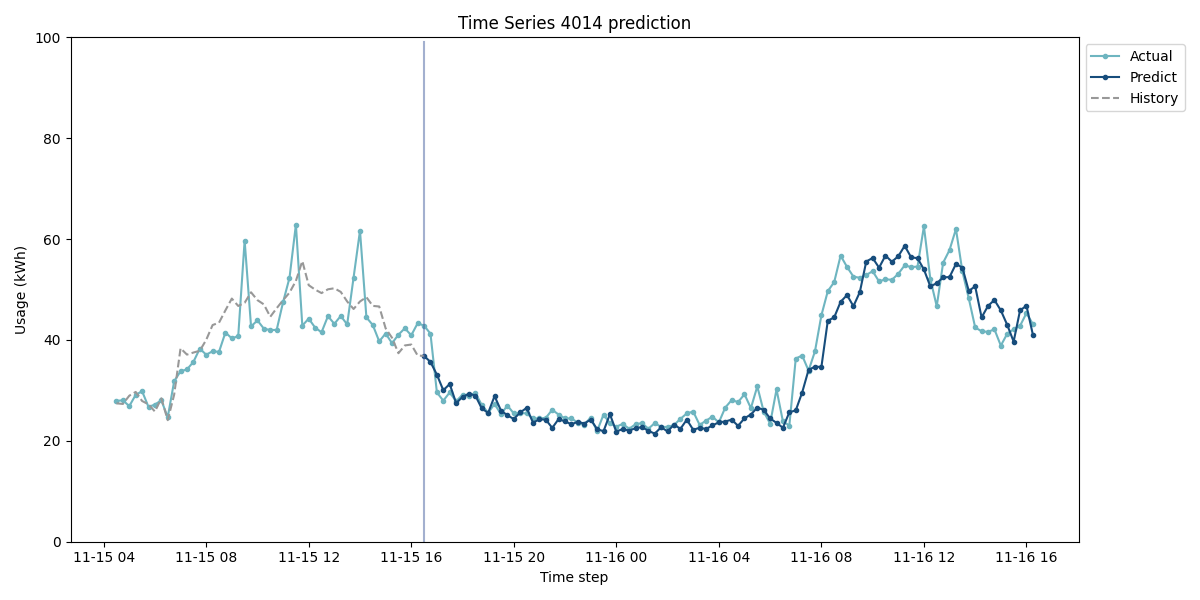 Time Series 4014 prediction
100
80
60
40
20
0
Usage (kWh)
11-15 04
11-15 08
11-15 12
11-15 16
11-15 20
11-16 00
11-16 04
11-16 08
11-16 12
11-16 16
Time step
Actual
Predict
History